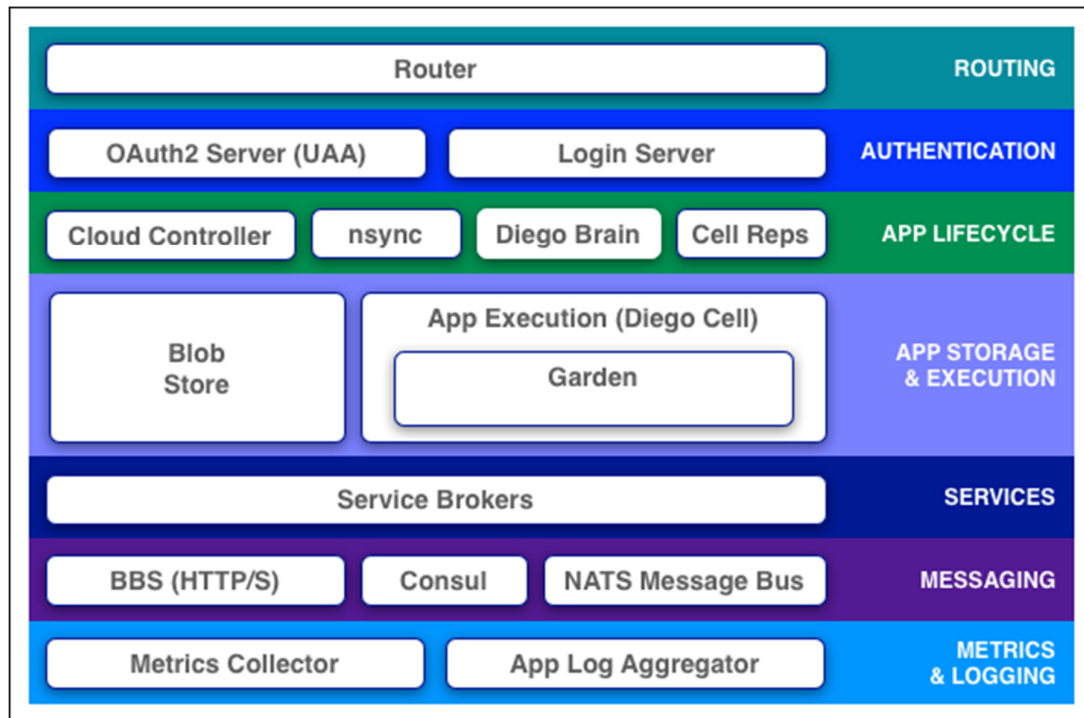 Router
ROUTING
OAuth2 Server (UAA)
Login Server
AUTHENTICATION
Cloud Controller
nsync
Diego Brain
Cell Reps
APP LIFECYCLE
Blob
Store
App Execution (Diego Cell)
Garden
APP STORAGE
& EXECUTION
Service Brokers
SERVICES
BBS (HTTP/S)
Consul
NATS Message Bus
MESSAGING
Metrics Collector
App Log Aggregator
METRICS
& LOGGING